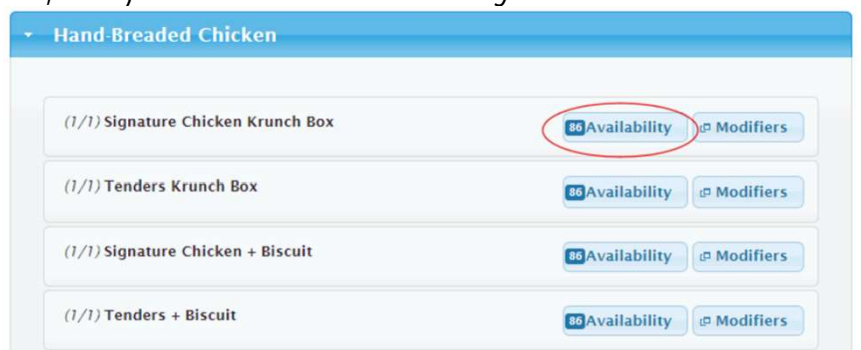 Hand-Breaded Chicken
(1/1) Signature Chicken Krunch Box 86 Availability Modifiers
(1/1) Tenders Krunch Box 86 Availability Modifiers
(1/1) Signature Chicken + Biscuit 86 Availability Modifiers
(1/1) Tenders + Biscuit 86 Availability Modifiers